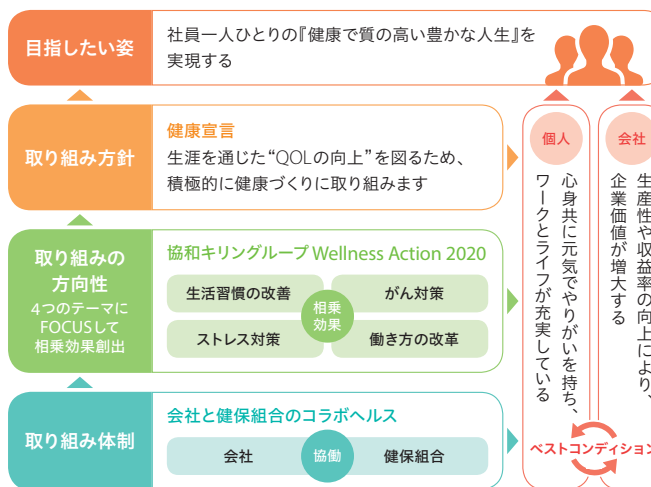 目指したい姿
社員一人ひとりの『健康で質の高い豊かな人生』を
実現する
取り組み方針
健康宣言
生涯を通じた“QOLの向上”を図るため、
積極的に健康づくりに取り組みます
取り組みの
方向性
4つのテーマに
FOCUSして
相乗効果創出
協和キリングループ Wellness Action 2020
生活習慣の改善
がん対策
相乗
効果
ストレス対策
働き方の改革
取り組み体制
会社と健保組合のコラボヘルス
会社
協働
健保組合
個人
心身共に元気でやりがいを持ち、
ワークとライフが充実している
会社
生産性や収益率の向上により、
企業価値が増大する
ベストコンディション